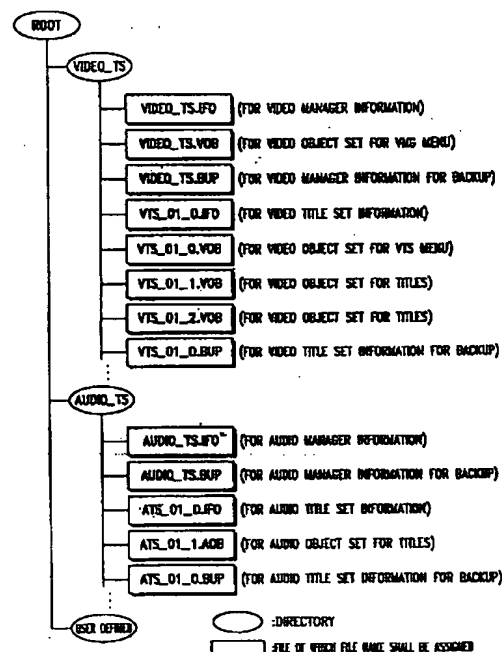 ROOT
VIDEO_TS
VIDEO_TS.IFO (FOR VIDEO MANAGER INFORMATION)
VIDEO_TS.VOB (FOR VIDEO OBJECT SET FOR VMG MENU)
VIDEO_TS.BUP (FOR VIDEO MANAGER INFORMATION FOR BACKUP)
VTS_01_0.IFO (FOR VIDEO TITLE SET INFORMATION)
VTS_01_0.VOB (FOR VIDEO OBJECT SET FOR VTS MENU)
VTS_01_1.VOB (FOR VIDEO OBJECT SET FOR TITLES)
VTS_01_2.VOB (FOR VIDEO OBJECT SET FOR TITLES)
VTS_01_0.BUP (FOR VIDEO TITLE SET INFORMATION FOR BACKUP)
AUDIO_TS
AUDIO_TS.IFO (FOR AUDIO MANAGER INFORMATION)
AUDIO_TS.BUP (FOR AUDIO MANAGER INFORMATION FOR BACKUP)
ATS_01_0.IFO (FOR AUDIO TITLE SET INFORMATION)
ATS_01_1.AOB (FOR AUDIO OBJECT SET FOR TITLES)
ATS_01_0.BUP (FOR AUDIO TITLE SET INFORMATION FOR BACKUP)
USER DEFINED
:DIRECTORY
:FILE OF WHICH FILE NAME SHALL BE ASSIGNED